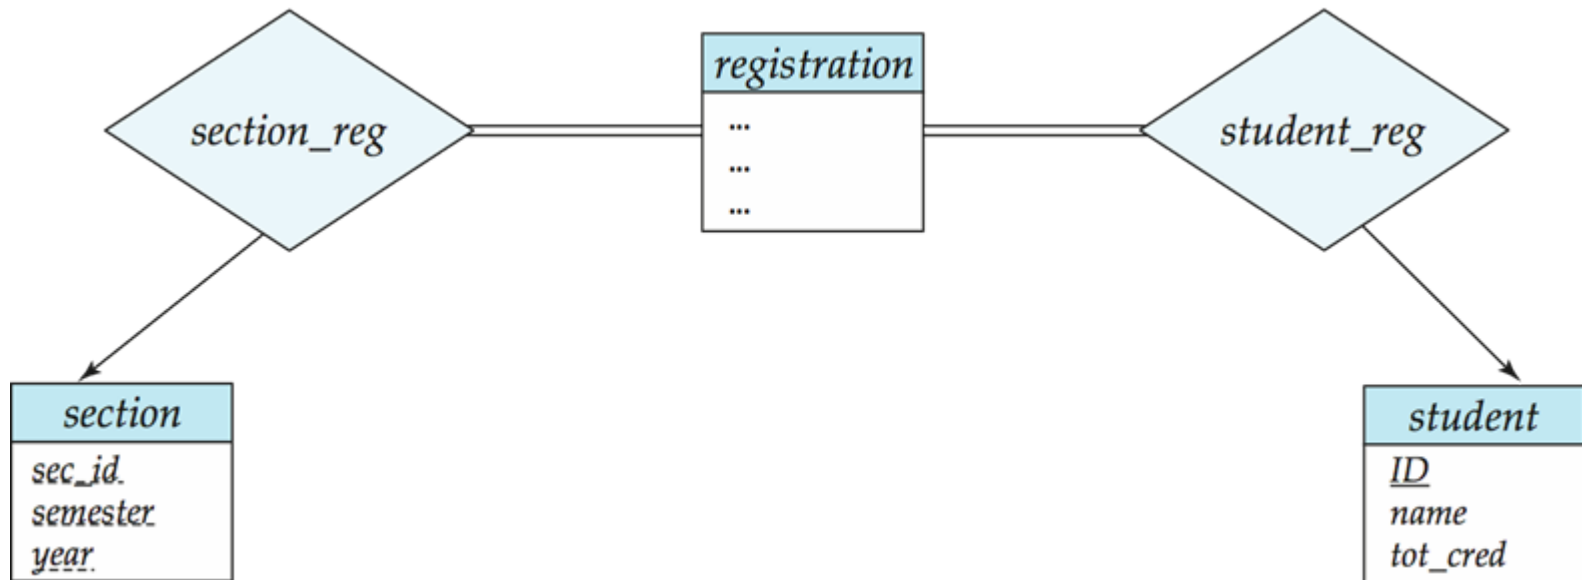 section_reg
registration
...
...
...
student_reg
section
sec_id
semester
year
student
ID
name
tot_cred